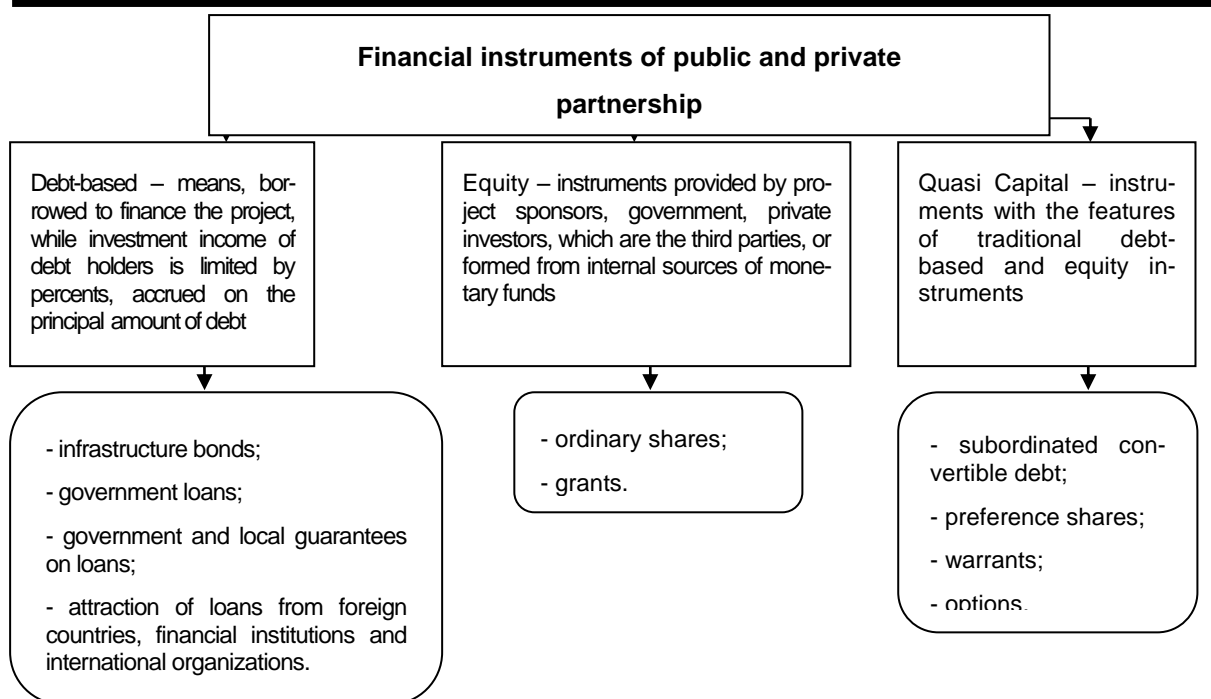 Financial instruments of public and private
partnership
Debt-based – means, bor-
rowed to finance the project,
while investment income of
debt holders is limited by
percents, accrued on the
principal amount of debt
Equity – instruments provided by pro-
ject sponsors, government, private
investors, which are the third parties, or
formed from internal sources of mone-
tary funds
Quasi Capital – instru-
ments with the features
of traditional debt-
based and equity in-
struments
- infrastructure bonds;
- government loans;
- government and local guarantees
on loans;
- attraction of loans from foreign
countries, financial institutions and
international organizations.
- ordinary shares;
- grants.
- subordinated con-
vertible debt;
- preference shares;
- warrants;
- options.